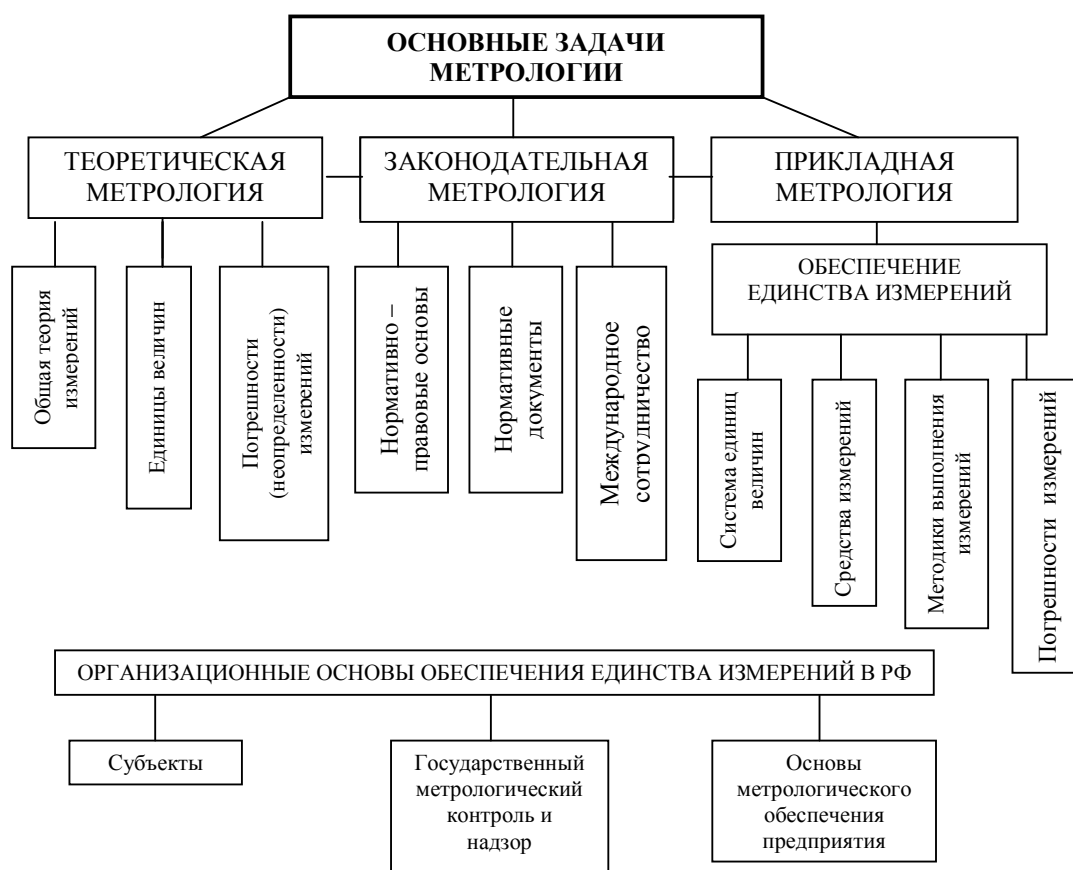 ОСНОВНЫЕ ЗАДАЧИ
МЕТРОЛОГИИ
ТЕОРЕТИЧЕСКАЯ
МЕТРОЛОГИЯ
ЗАКОНОДАТЕЛЬНАЯ
МЕТРОЛОГИЯ
ПРИКЛАДНАЯ
МЕТРОЛОГИЯ
Общая теория
измерений
Единицы величин
Погрешности
(неопределенности)
измерений
Нормативно –
правовые основы
Нормативные
документы
Международное
сотрудничество
ОБЕСПЕЧЕНИЕ
ЕДИНСТВА ИЗМЕРЕНИЙ
Система единиц
величин
Средства измерений
Методики выполнения
измерений
Погрешности измерений
ОРГАНИЗАЦИОННЫЕ ОСНОВЫ ОБЕСПЕЧЕНИЯ ЕДИНСТВА ИЗМЕРЕНИЙ В РФ
Субъекты
Государственный
метрологический
контроль и
надзор
Основы
метрологического
обеспечения
предприятия